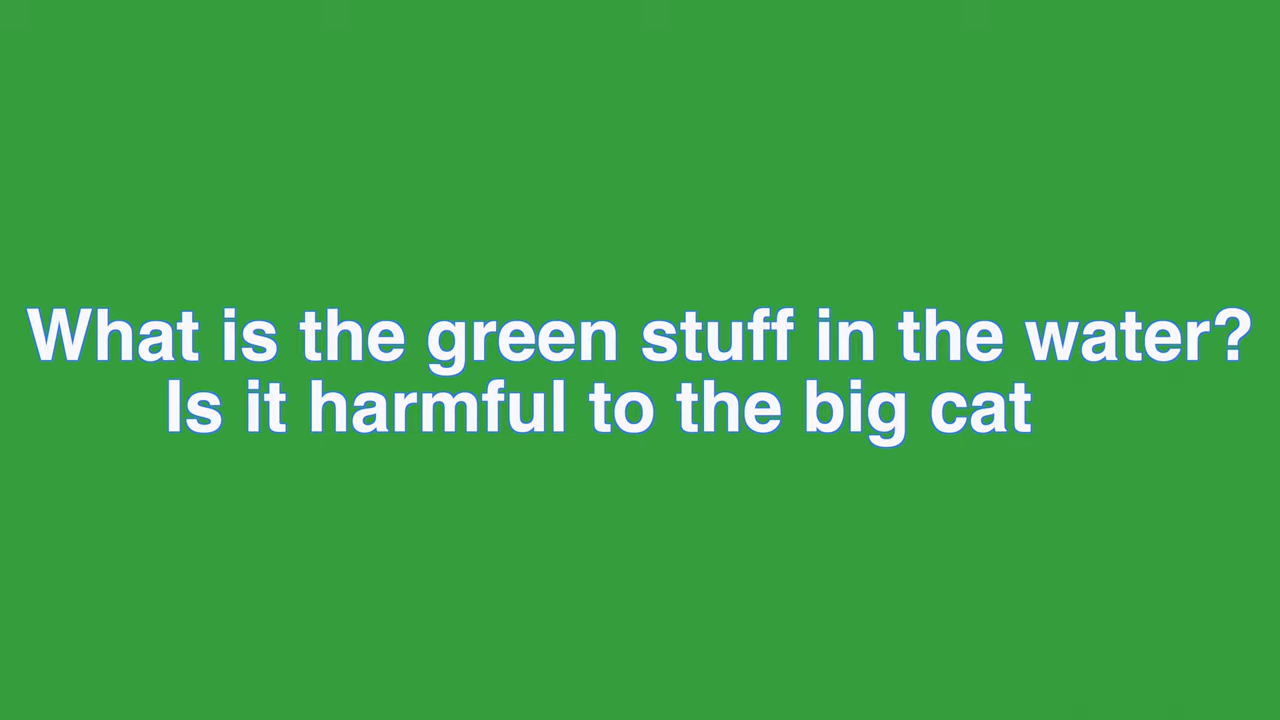 What is the green stuff in the water?
Is it harmful to the big cat